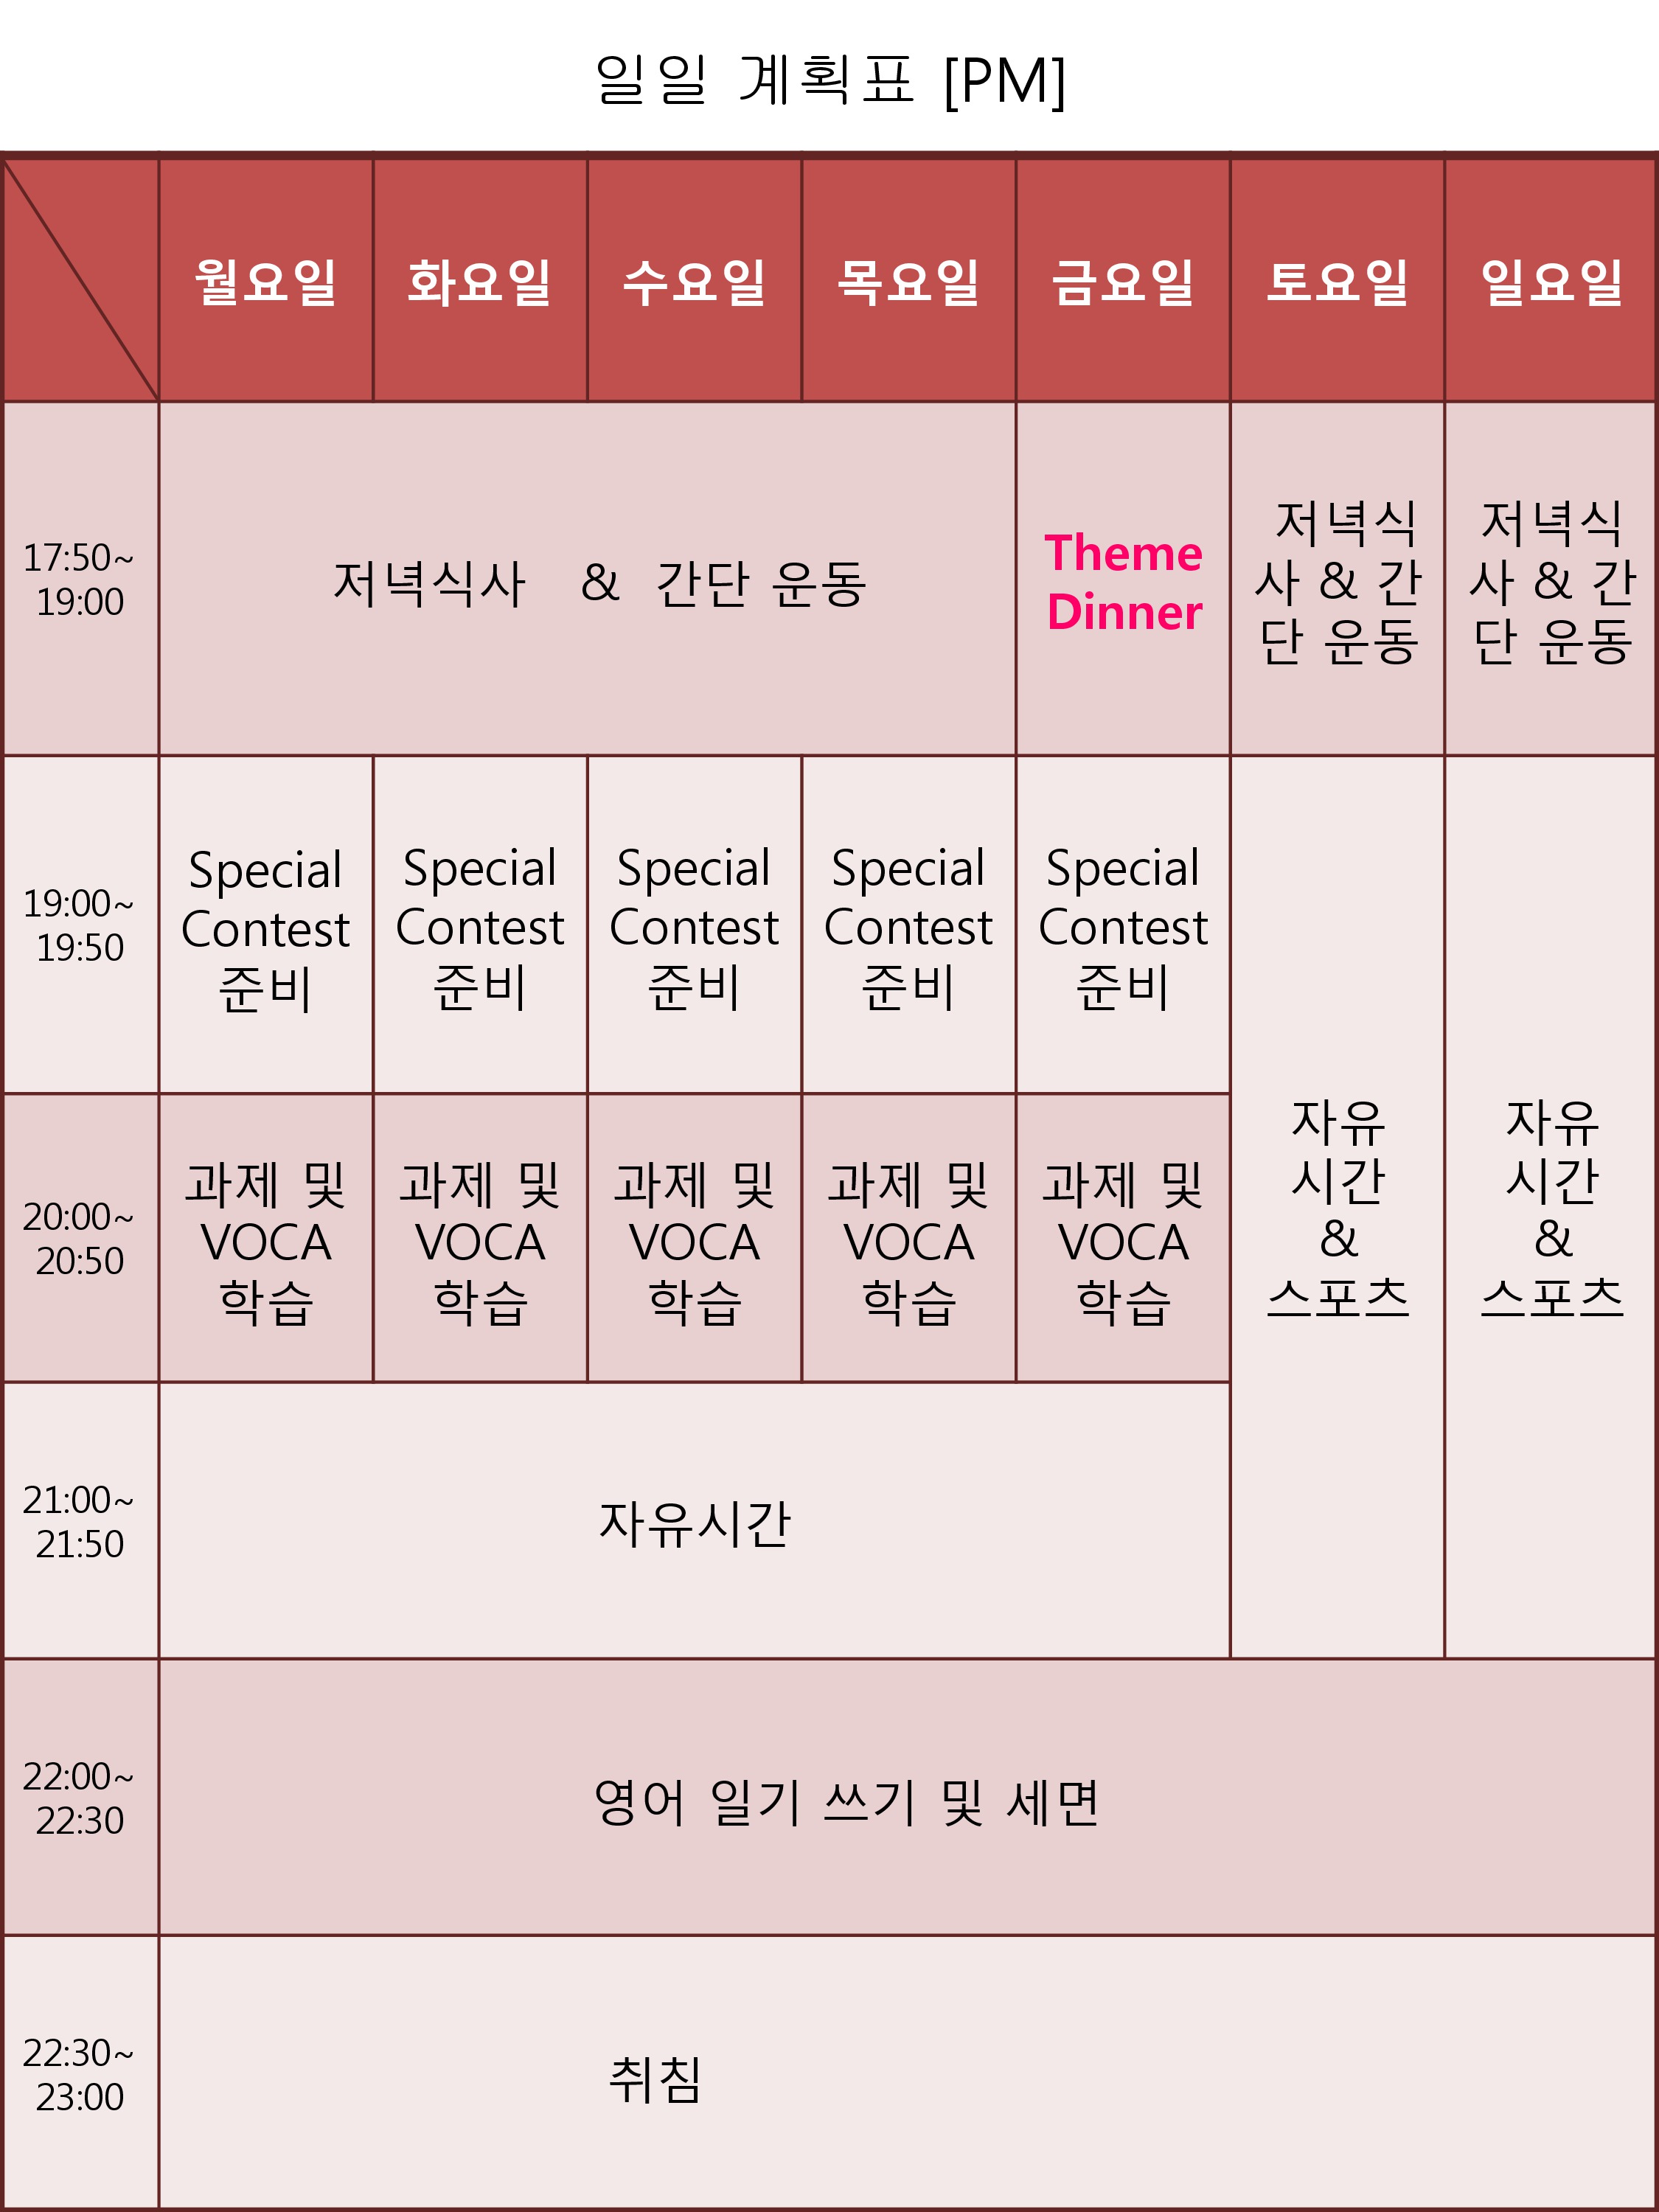 일일 계획표 [PM]
월요일 화요일 수요일 목요일 금요일 토요일 일요일
17:50~
19:00
저녁식사 & 간단 운동
Theme
Dinner
저녁식
사 & 간
단 운동
저녁식
사 & 간
단 운동
19:00~
19:50
Special
Contest
준비
Special
Contest
준비
Special
Contest
준비
Special
Contest
준비
Special
Contest
준비
자유
시간
&
스포츠
자유
시간
&
스포츠
20:00~
20:50
과제 및
VOCA
학습
과제 및
VOCA
학습
과제 및
VOCA
학습
과제 및
VOCA
학습
과제 및
VOCA
학습
21:00~
21:50
자유시간
22:00~
22:30
영어 일기 쓰기 및 세면
22:30~
23:00
취침